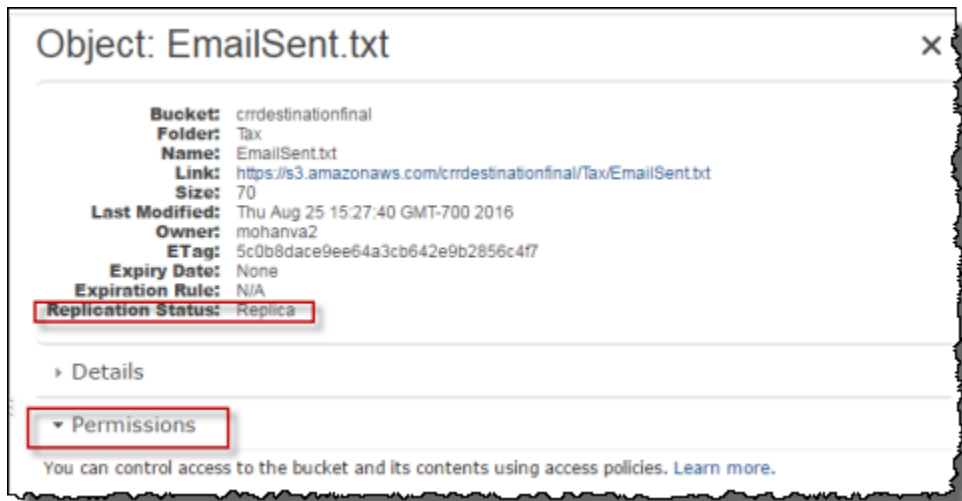 Object: EmailSent.txt
Bucket: crrdestinationfinal
Folder: Tax
Name: EmailSent.txt
Link: https://s3.amazonaws.com/crrdestinationfinal/Tax/EmailSent.txt
Size: 70
Last Modified: Thu Aug 25 15:27:40 GMT-700 2016
Owner: mohanva2
ETag: 5c0b8dace9ee64a3cb642e9b2856c4f7
Expiry Date: None
Expiration Rule: N/A
Replication Status: Replica
Details
Permissions
You can control access to the bucket and its contents using access policies. Learn more.